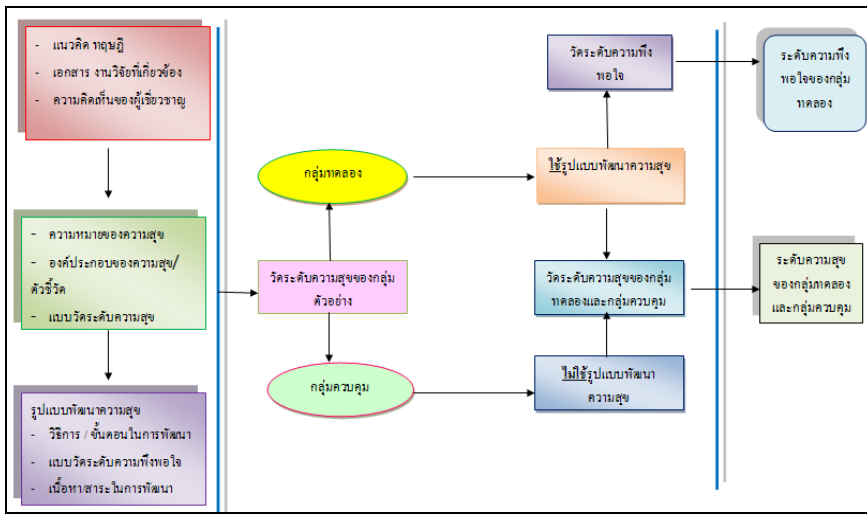 - แนวคิด ทฤษฎี
- เอกสาร งานวิจัยที่เกี่ยวข้อง
- ความคิดเห็นของผู้เชี่ยวชาญ
- ความหมายของความสุข
- องค์ประกอบของความสุข/
ตัวชี้วัด
- แบบวัดระดับความสุข
รูปแบบพัฒนาความสุข
- วิธีการ / ขั้นตอนในการพัฒนา
- แบบวัดระดับความพึงพอใจ
- เนื้อหา/สาระในการพัฒนา
กลุ่มทดลอง
วัดระดับความสุขของกลุ่ม
ตัวอย่าง
กลุ่มควบคุม
วัดระดับความพึง
พอใจ
ใช้รูปแบบพัฒนาความสุข
วัดระดับความสุขของกลุ่ม
ทดลองและกลุ่มควบคุม
ไม่ใช้รูปแบบพัฒนา
ความสุข
ระดับความพึง
พอใจของกลุ่ม
ทดลอง
ระดับความสุข
ของกลุ่มทดลอง
และกลุ่มควบคุม